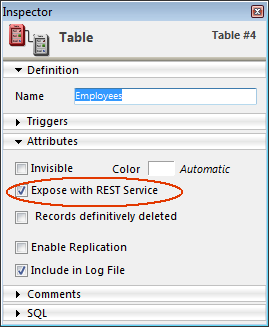 Inspector
Table
Table #4
Definition
Name Employees
Triggers
Attributes
Invisible Color Automatic
Expose with REST Service
Records definitively deleted
Enable Replication
Include in Log File
Comments
SQL